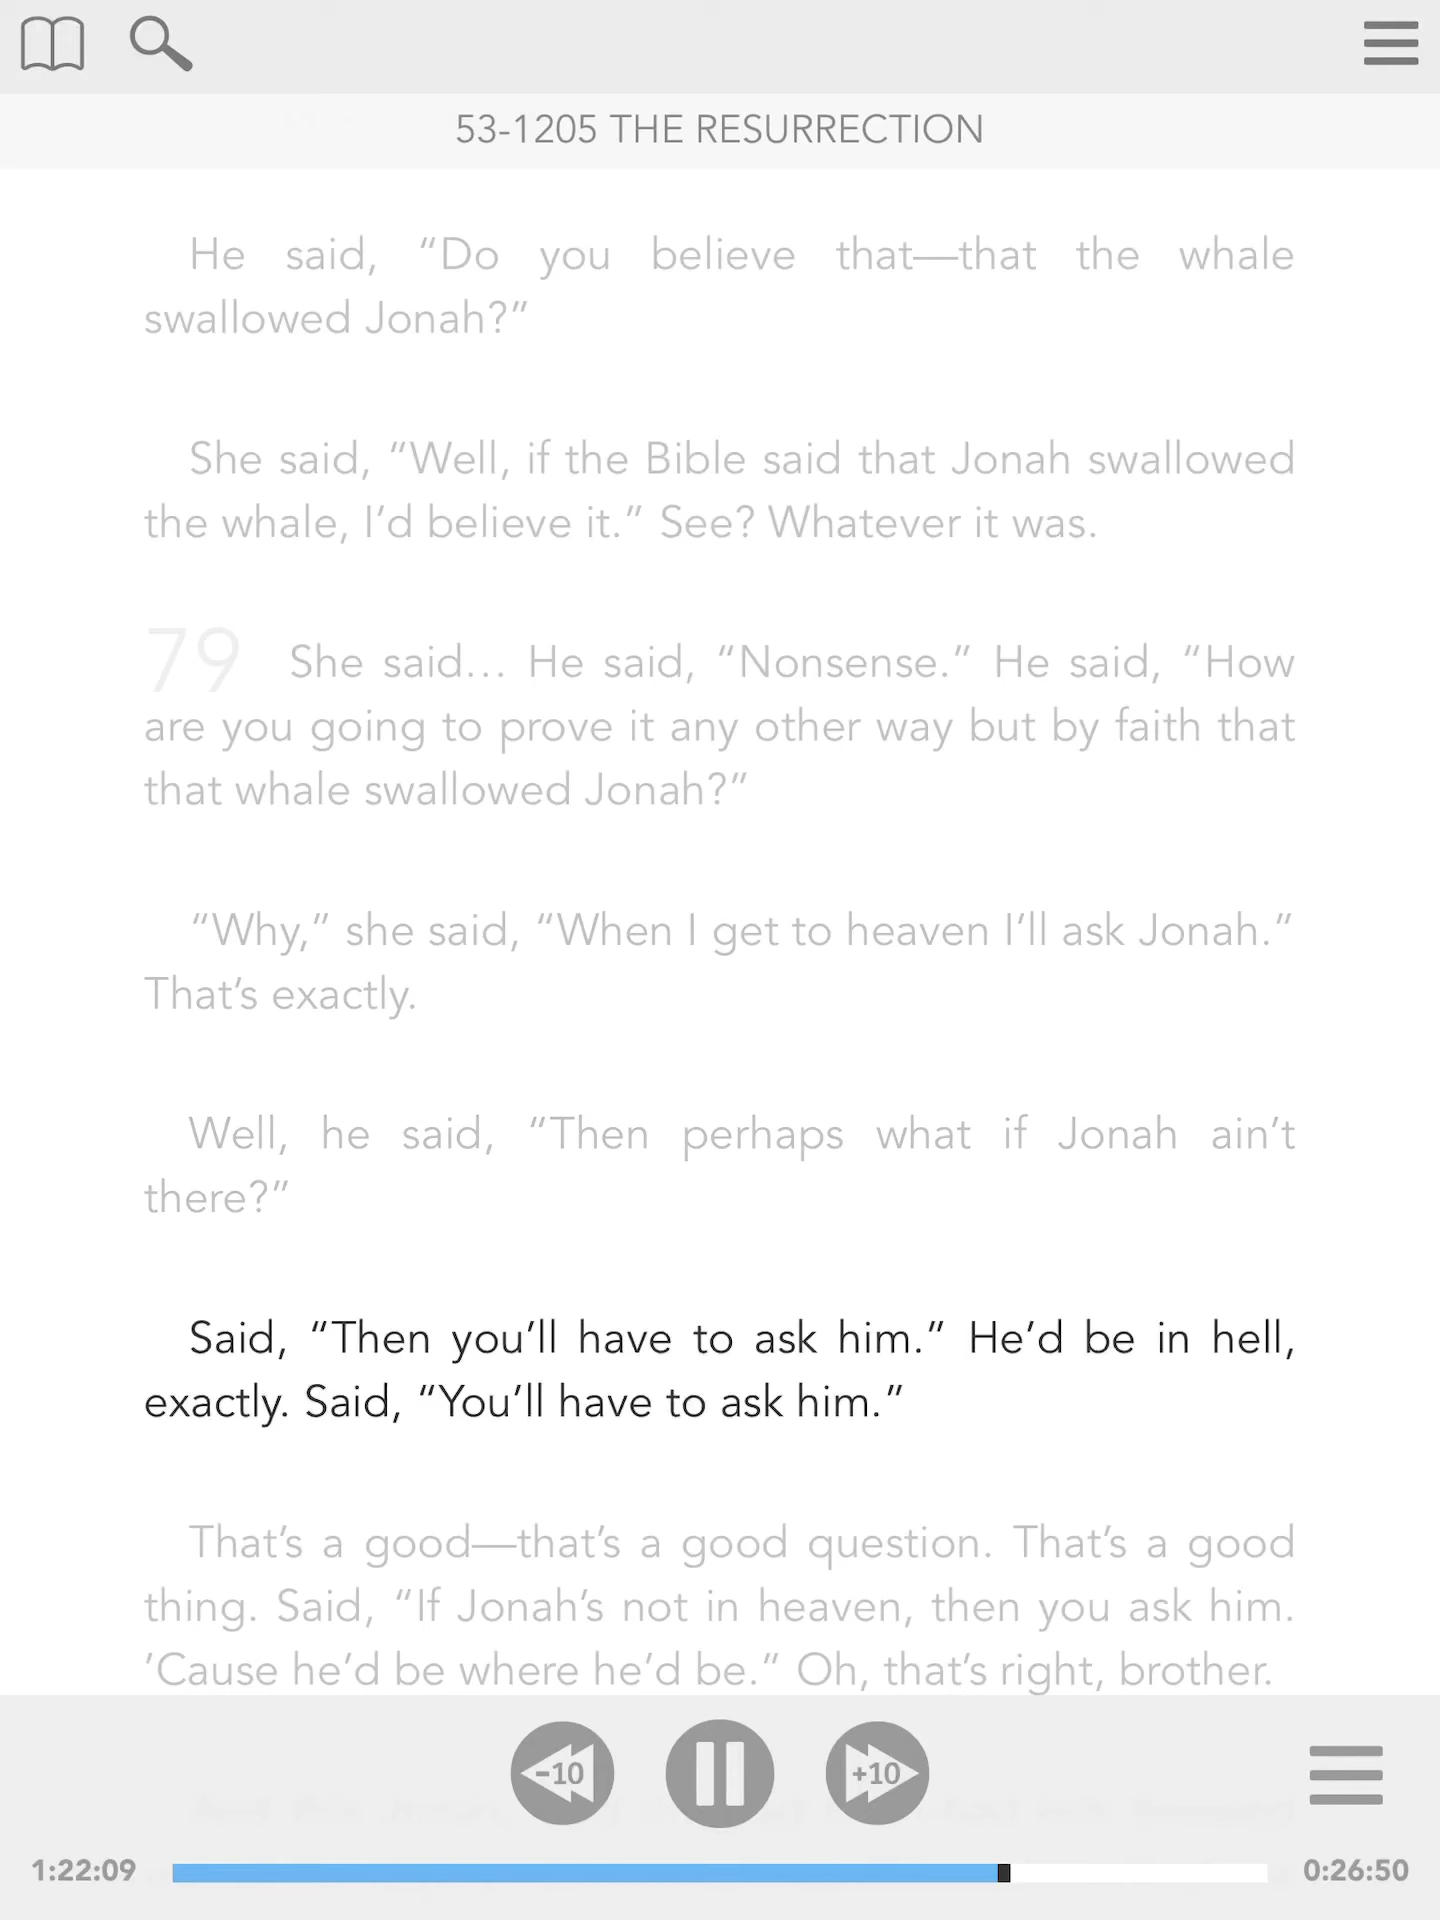 53-1205 THE RESURRECTION
He said, “Do you believe that—that the whale
swallowed Jonah?”
She said, “Well, if the Bible said that Jonah swallowed
the whale, I’d believe it.” See? Whatever it was.
79 She said… He said, “Nonsense.” He said, “How
are you going to prove it any other way but by faith that
that whale swallowed Jonah?”
“Why,” she said, “When I get to heaven I’ll ask Jonah.”
That’s exactly.
Well, he said, “Then perhaps what if Jonah ain’t
there?”
Said, “Then you’ll have to ask him.” He’d be in hell,
exactly. Said, “You’ll have to ask him.”
That’s a good—that’s a good question. That’s a good
thing. Said, “If Jonah’s not in heaven, then you ask him.
’Cause he’d be where he’d be.” Oh, that’s right, brother.
-10 +10
1:22:09 0:26:50